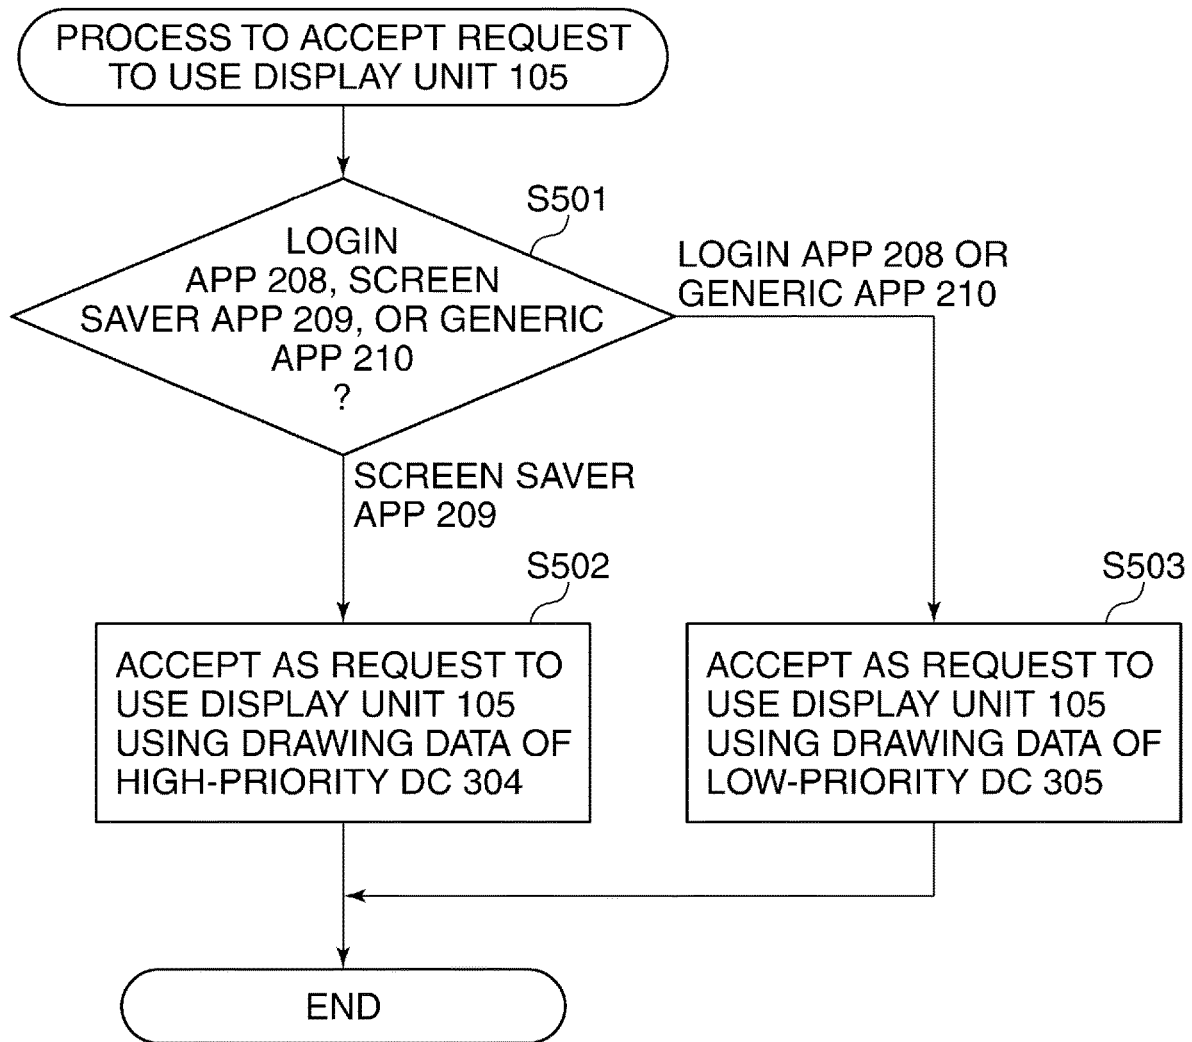 PROCESS TO ACCEPT REQUEST
TO USE DISPLAY UNIT 105
S501
LOGIN
APP 208, SCREEN
SAVER APP 209, OR GENERIC
APP 210
?
LOGIN APP 208 OR
GENERIC APP 210
SCREEN SAVER
APP 209
S502
ACCEPT AS REQUEST TO
USE DISPLAY UNIT 105
USING DRAWING DATA OF
HIGH-PRIORITY DC 304
S503
ACCEPT AS REQUEST TO
USE DISPLAY UNIT 105
USING DRAWING DATA OF
LOW-PRIORITY DC 305
END